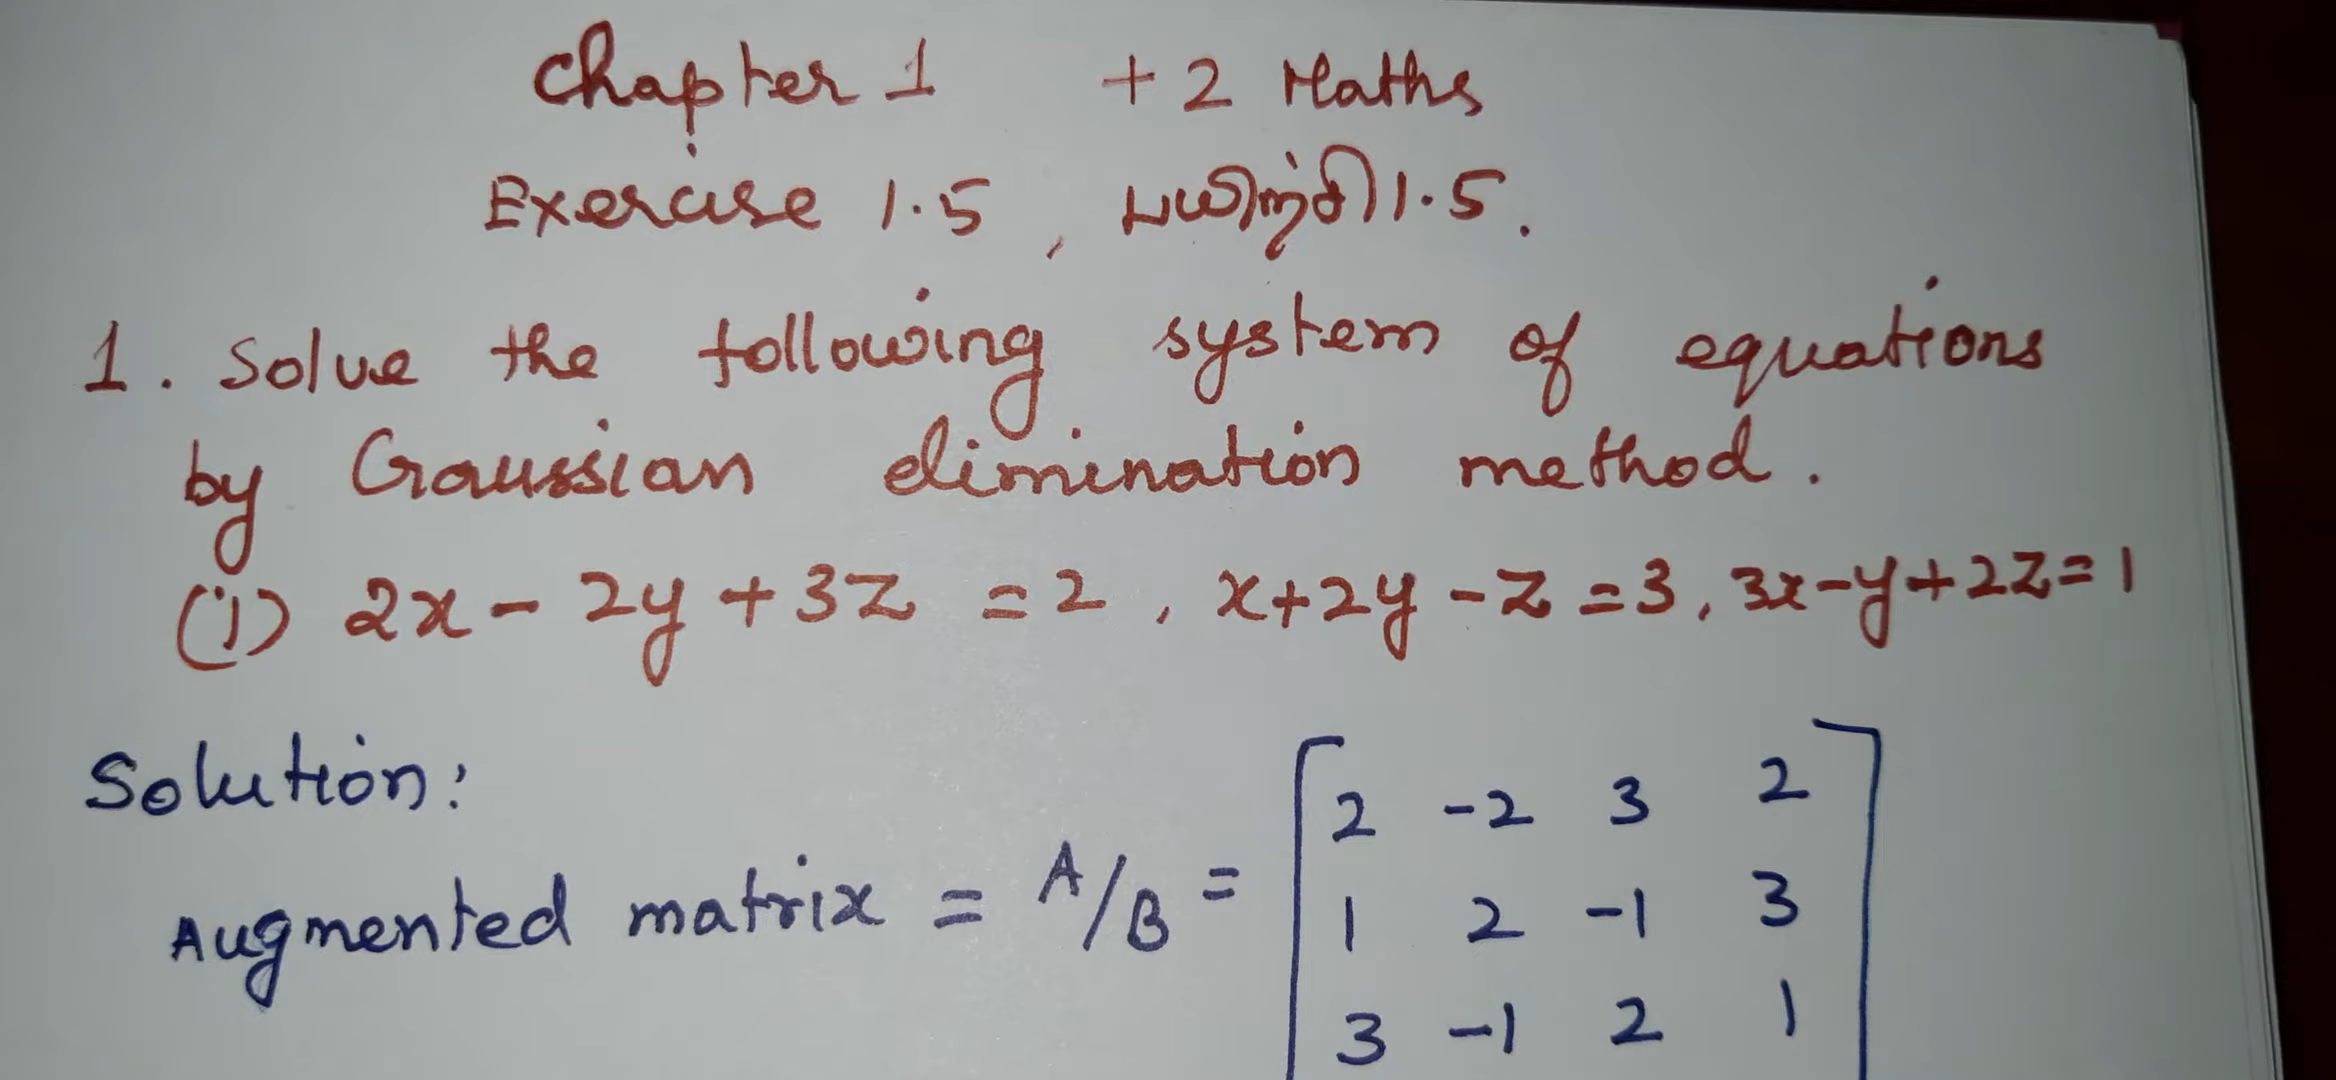 Chapter 1 +2 Maths
Exercise 1.5, பயிற்சி 1.5.
1. Solve the following system of equations
by Gaussian elimination method.
(i) 2x - 2y + 3z = 2, x + 2y - z = 3, 3x - y + 2z = 1
Solution:
2 -2 3 2
Augmented matrix = A/B = 1 2 -1 3
3 -1 2 1